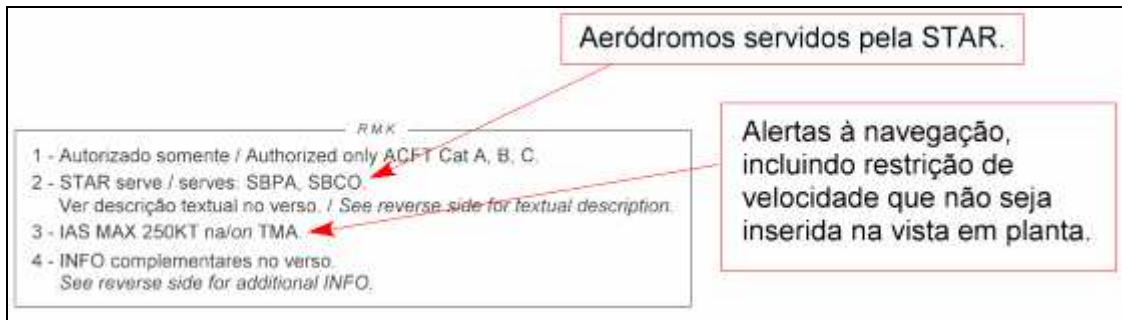 Aeródromos servidos pela STAR.
RMK
1 - Autorizado somente / Authorized only ACFT Cat A, B, C.
2 - STAR serve / serves: SBPA, SBCO.
Ver descrição textual no verso. / See reverse side for textual description.
3 - IAS MAX 250KT na/on TMA.
4 - INFO complementares no verso.
See reverse side for additional INFO.
Alertas à navegação,
incluindo restrição de
velocidade que não seja
inserida na vista em planta.